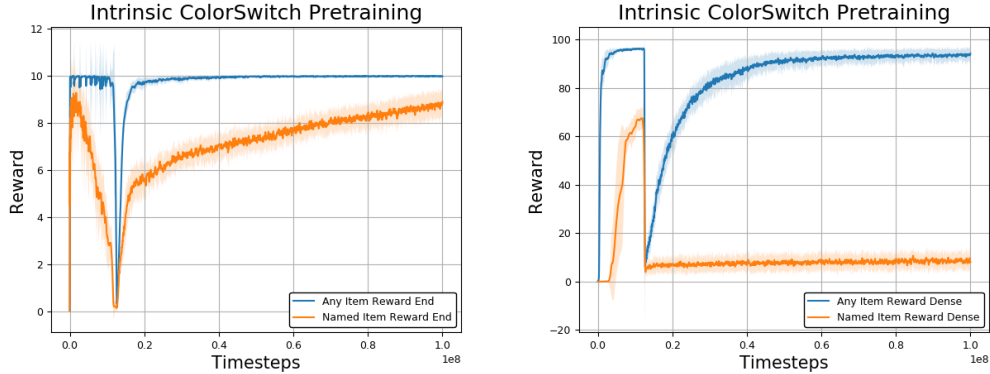 Intrinsic ColorSwitch Pretraining
12
10
8
6
4
2
0
Reward
Any Item Reward End
Named Item Reward End
0.0 0.2 0.4 0.6 0.8 1.0
1e8
Timesteps
Intrinsic ColorSwitch Pretraining
100
80
60
40
20
0
−20
Reward
Any Item Reward Dense
Named Item Reward Dense
0.0 0.2 0.4 0.6 0.8 1.0
1e8
Timesteps